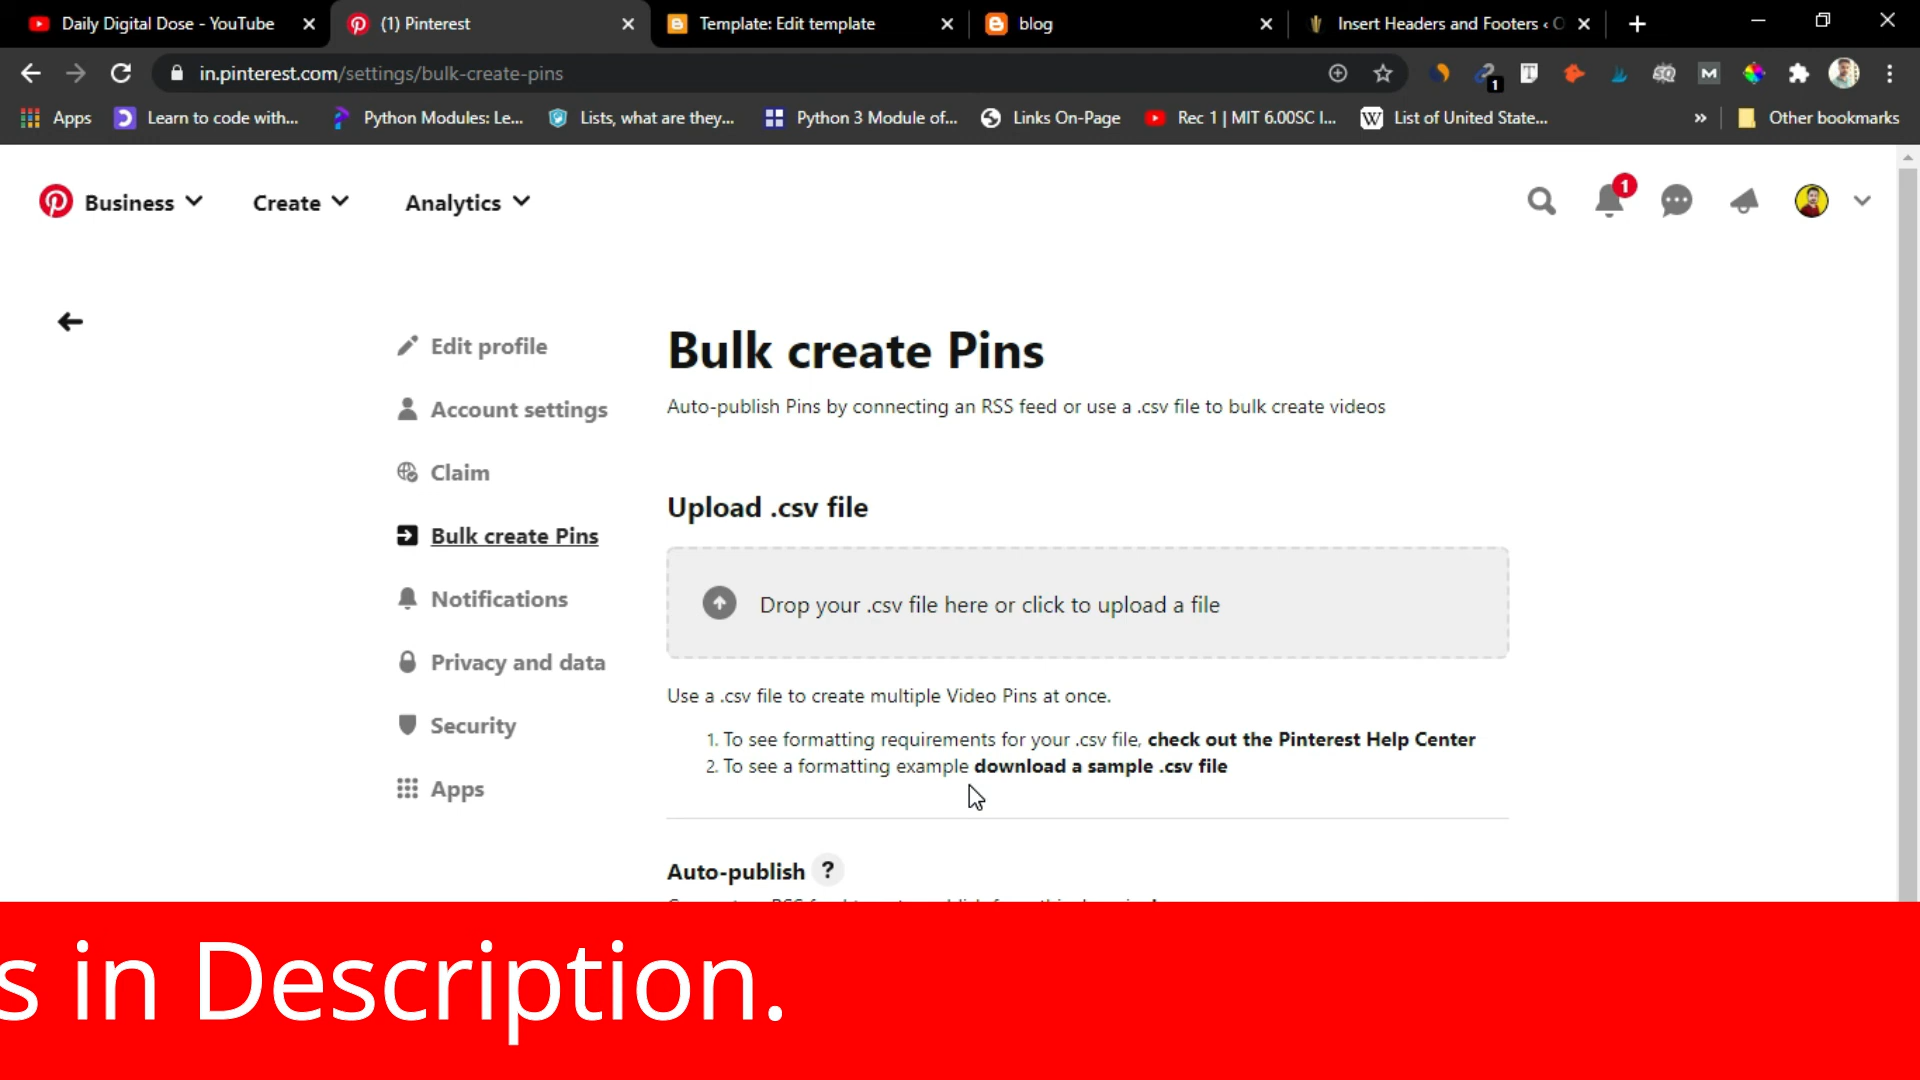 Daily Digital Dose - YouTube
(1) Pinterest
Template: Edit template
blog
Insert Headers and Footers ‹
in.pinterest.com/settings/bulk-create-pins
1
Apps
Learn to code with...
Python Modules: Le...
Lists, what are they...
Python 3 Module of...
Links On-Page
Rec 1 | MIT 6.00SC I...
List of United State...
»
Other bookmarks
Business
Create
Analytics
1
Edit profile
Account settings
Claim
Bulk create Pins
Notifications
Privacy and data
Security
Apps
Bulk create Pins
Auto-publish Pins by connecting an RSS feed or use a .csv file to bulk create videos
Upload .csv file
Drop your .csv file here or click to upload a file
Use a .csv file to create multiple Video Pins at once.
1. To see formatting requirements for your .csv file, check out the Pinterest Help Center
2. To see a formatting example download a sample .csv file
Auto-publish ?
s in Description.